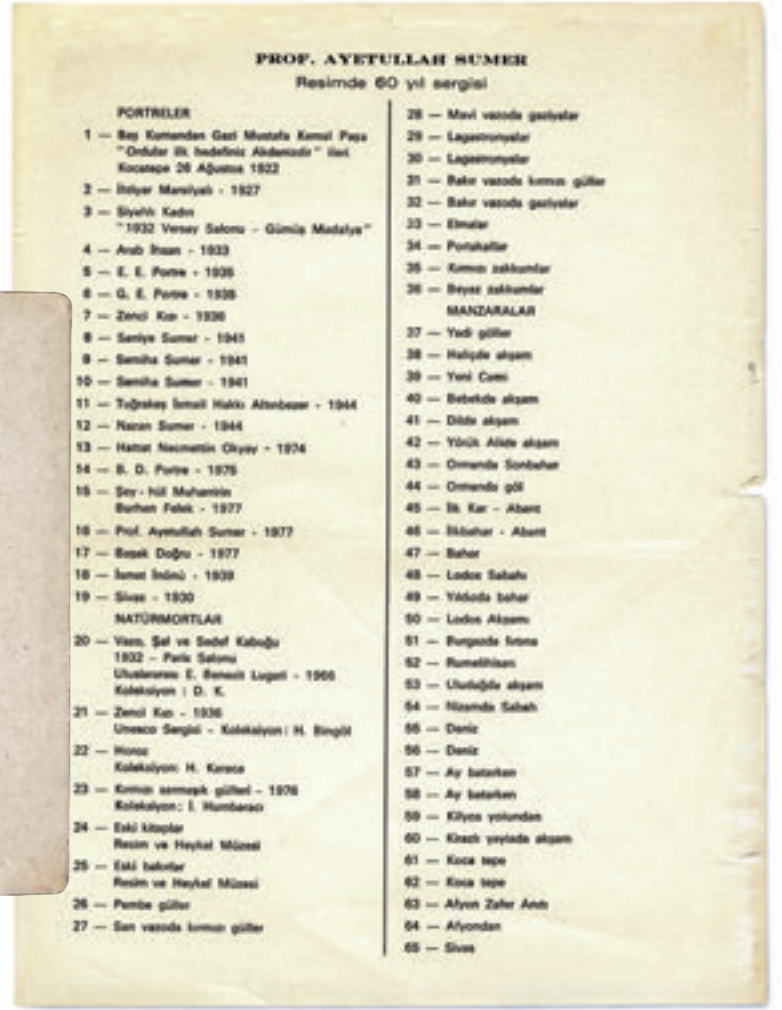 PROF. AYETULLAH SUMER
Resimde 60 yıl sergisi
PORTRELER
1 — Baş Komandan Gazi Mustafa Kemal Paşa
"Ordular ilk hedefiniz Akdenizdir" ileri
Kocatepe 26 Ağustos 1922
2 — İhtiyar Marsilyalı - 1927
3 — Siyahlı Kadın
"1932 Versay Salonu - Gümüş Madalya"
4 — Arab İhsan - 1933
5 — E. E. Portre - 1935
6 — G. E. Portre - 1935
7 — Zenci Kızı - 1936
8 — Saniye Sumer - 1941
9 — Semiha Sumer - 1941
10 — Semiha Sumer - 1941
11 — Tuğrakeş İsmail Hakkı Altınbezer - 1944
12 — Nazan Sumer - 1944
13 — Hattat Necmettin Okyay - 1974
14 — B. D. Portre - 1975
15 — Şey-hül Muharririn
Burhan Felek - 1977
16 — Prof. Ayetullah Sumer - 1977
17 — Başak Doğru - 1977
18 — İsmet İnönü - 1939
19 — Sivas - 1930
NATÜRMORTLAR
20 — Vazo, Şal ve Sedef Kabuğu
1932 - Paris Salonu
Uluslararası E. Benezit Lugati - 1966
Koleksiyon : D. K.
21 — Zenci Kızı - 1936
Unesco Sergisi - Koleksiyon: H. Bingöl
22 — Horoz
Koleksiyon: H. Karaca
23 — Kırmızı sarmaşık gülleri - 1976
Koleksiyon: İ. Humbaracı
24 — Eski kitaplar
Resim ve Heykel Müzesi
25 — Eski bakırlar
Resim ve Heykel Müzesi
26 — Pembe güller
27 — Sarı vazoda kırmızı güller
28 — Mavi vazoda gaziyalar
29 — Lagastronyalar
30 — Lagastronyalar
31 — Bakır vazoda kırmızı güller
32 — Bakır vazoda gaziyalar
33 — Elmalar
34 — Portakallar
35 — Kırmızı zakkumlar
36 — Beyaz zakkumlar
MANZARALAR
37 — Yedi göller
38 — Haliçde akşam
39 — Yeni Cami
40 — Bebekde akşam
41 — Dilde akşam
42 — Yörük Alide akşam
43 — Ormanda Sonbahar
44 — Ormanda göl
45 — İlk Kar - Abant
46 — İlkbahar - Abant
47 — Bahar
48 — Lodos Sabahı
49 — Yıldızda bahar
50 — Lodos Akşamı
51 — Burgazda fırtına
52 — Rumelihisarı
53 — Uludağda akşam
54 — Nizamda Sabah
55 — Deniz
56 — Deniz
57 — Ay batarken
58 — Ay batarken
59 — Kilyos yolundan
60 — Kirazlı yaylada akşam
61 — Koca tepe
62 — Koca tepe
63 — Afyon Zafer Anıtı
64 — Afyondan
65 — Sivas